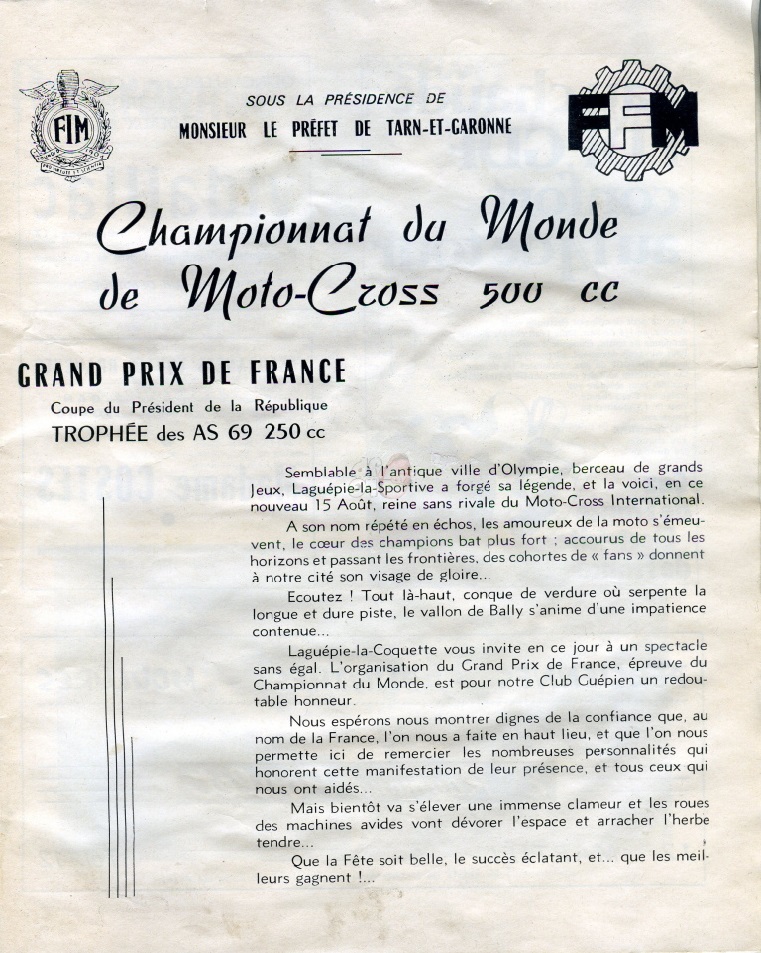 FIM
SOUS LA PRÉSIDENCE DE
MONSIEUR LE PRÉFET DE TARN-ET-GARONNE
FFM
Championnat du Monde
de Moto-Cross 500 cc
GRAND PRIX DE FRANCE
Coupe du Président de la République
TROPHÉE des AS 69 250 cc
Semblable à l'antique ville d'Olympie, berceau de grands
Jeux, Laguépie-la-Sportive a forgé sa légende, et la voici, en ce
nouveau 15 Août, reine sans rivale du Moto-Cross International.
A son nom répété en échos, les amoureux de la moto s'émeu-
vent, le cœur des champions bat plus fort ; accourus de tous les
horizons et passant les frontières, des cohortes de « fans » donnent
à notre cité son visage de gloire..
Ecoutez ! Tout là-haut, conque de verdure où serpente la
longue et dure piste, le vallon de Bally s'anime d'une impatience
contenue...
Laguépie-la-Coquette vous invite en ce jour à un spectacle
sans égal. L'organisation du Grand Prix de France, épreuve du
Championnat du Monde, est pour notre Club Guépien un redou-
table honneur.
Nous espérons nous montrer dignes de la confiance que, au
nom de la France, l'on nous a faite en haut lieu, et que l'on nous
permette ici de remercier les nombreuses personnalités qui
honorent cette manifestation de leur présence, et tous ceux qui
nous ont aidés...
Mais bientôt va s'élever une immense clameur et les roues
des machines avides vont dévorer l'espace et arracher l'herbe
tendre...
Que la Fête soit belle, le succès éclatant, et... que les meil-
leurs gagnent !...